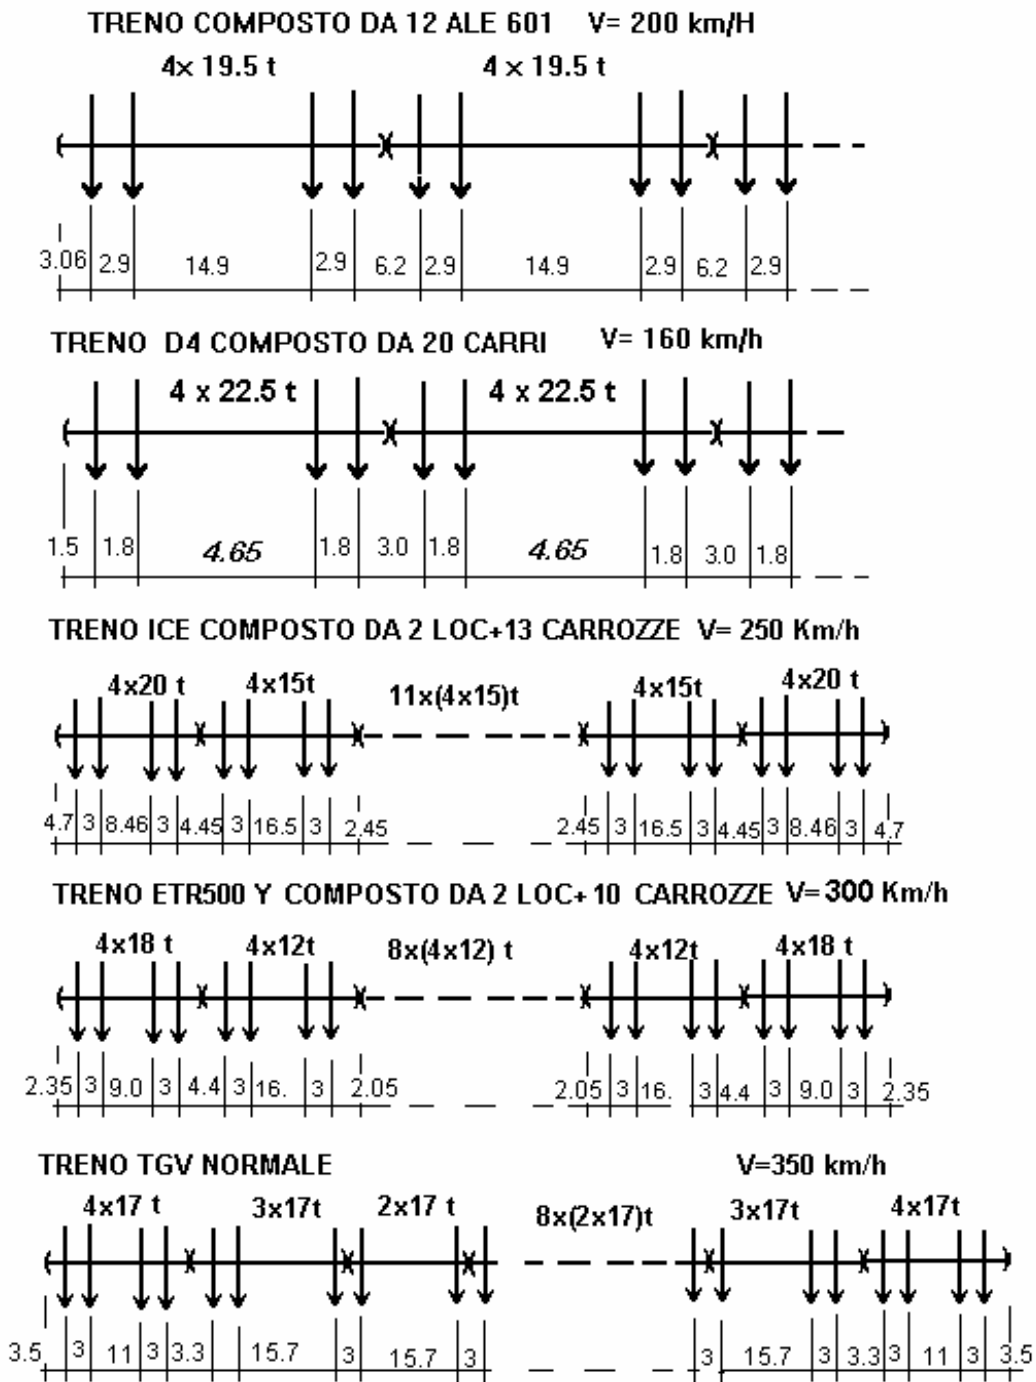 TRENO COMPOSTO DA 12 ALE 601 V= 200 km/H
4x 19.5 t 4 x 19.5 t
3.06 2.9 14.9 2.9 6.2 2.9 14.9 2.9 6.2 2.9
TRENO D4 COMPOSTO DA 20 CARRI V= 160 km/h
4 x 22.5 t 4 x 22.5 t
1.5 1.8 4.65 1.8 3.0 1.8 4.65 1.8 3.0 1.8
TRENO ICE COMPOSTO DA 2 LOC+13 CARROZZE V= 250 Km/h
4x20 t 4x15t 11x(4x15)t 4x15t 4x20 t
4.7 3 8.46 3 4.45 3 16.5 3 2.45 2.45 3 16.5 3 4.45 3 8.46 3 4.7
TRENO ETR500 Y COMPOSTO DA 2 LOC+10 CARROZZE V=300 Km/h
4x18 t 4x12t 8x(4x12) t 4x12t 4x18 t
2.35 3 9.0 3 4.4 3 16. 3 2.05 2.05 3 16. 3 4.4 3 9.0 3 2.35
TRENO TGV NORMALE V=350 km/h
4x17 t 3x17t 2x17 t 8x(2x17)t 3x17t 4x17t
3.5 3 11 3 3.3 15.7 3 15.7 3 3 15.7 3 3.3 3 11 3 3.5